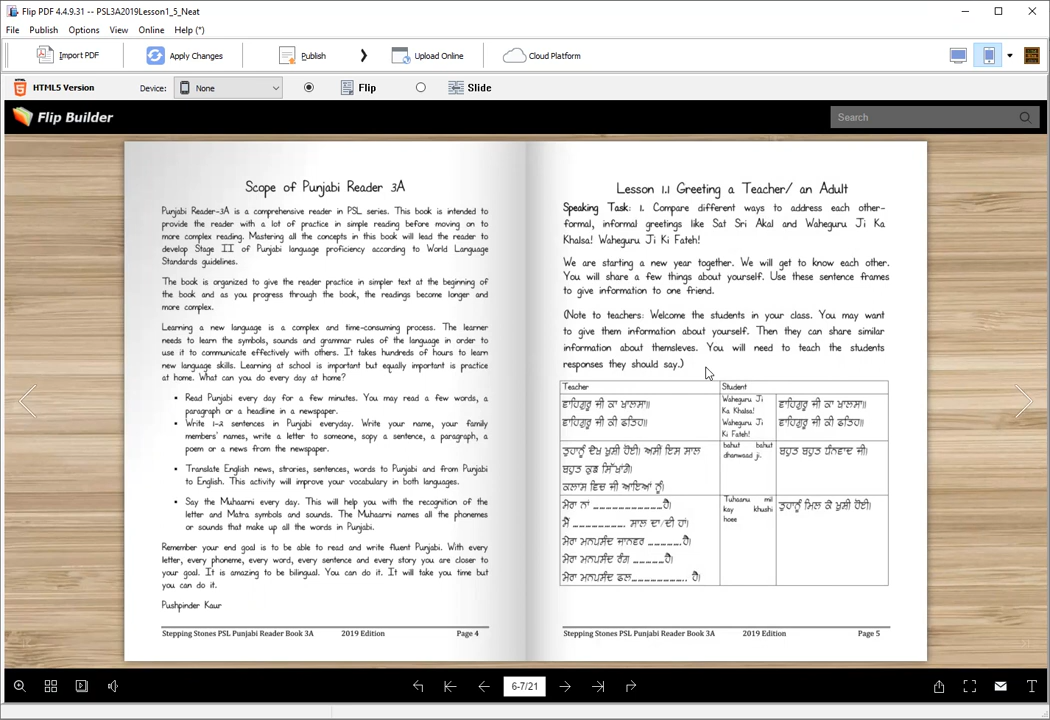 Flip PDF 4.4.9.31 -- PSL3A2019Lesson1_5_Neat
File Publish Options View Online Help (*)
Import PDF Apply Changes Publish Upload Online Cloud Platform
HTML5 Version Device: None Flip Slide
Flip Builder Search
Scope of Punjabi Reader 3A
Punjabi Reader-3A is a comprehensive reader in PSL series. This book is intended to
provide the reader with a lot of practice in simple reading before moving on to
more complex reading. Mastering all the concepts in this book will lead the reader to
develop Stage II of Punjabi language proficiency according to World Language
Standards guidelines.
The book is organized to give the reader practice in simpler text at the beginning of
the book and as you progress through the book, the readings become longer and
more complex.
Learning a new language is a complex and time-consuming process. The learner
needs to learn the symbols, sounds and grammar rules of the language in order to
use it to communicate effectively with others. It takes hundreds of hours to learn
new language skills. Learning at school is important but equally important is practice
at home. What can you do every day at home?
• Read Punjabi every day for a few minutes. You may read a few words, a
paragraph or a headline in a newspaper.
• Write 1-2 sentences in Punjabi everyday. Write your name, your family
members' names, write a letter to someone, sopy a sentence, a paragraph, a
poem or a news from the newspaper.
• Translate English news, strories, sentences, words to Punjabi and from Punjabi
to English. This activity will improve your vocabulary in both languages.
• Say the Muhaarni every day. This will help you with the recognition of the
letter and Matra symbols and sounds. The Muharni names all the phonemes
or sounds that make up all the words in Punjabi.
Remember your end goal is to be able to read and write fluent Punjabi. With every
letter, every phoneme, every word, every sentence and every story you are closer to
your goal. It is amazing to be bilingual. You can do it. It will take you time but
you can do it.
Pushpinder Kaur
Stepping Stones PSL Punjabi Reader Book 3A 2019 Edition Page 4
Lesson 1.1 Greeting a Teacher/ an Adult
Speaking Task: 1. Compare different ways to address each other-
formal, informal greetings like Sat Sri Akal and Waheguru Ji Ka
Khalsa! Waheguru Ji Ki Fateh!
We are starting a new year together. We will get to know each other.
You will share a few things about yourself. Use these sentence frames
to give information to one friend.
(Note to teachers: Welcome the students in your class. You may want
to give them information about yourself. Then they can share similar
information about themsleves. You will need to teach the students
responses they should say.)
Teacher Student
ਵਾਹਿਗੁਰੂ ਜੀ ਕਾ ਖ਼ਾਲਸਾ॥
ਵਾਹਿਗੁਰੂ ਜੀ ਕੀ ਫਤਿਹ॥
Waheguru Ji
Ka Khalsa!
Waheguru Ji
Ki Fateh!
ਵਾਹਿਗੁਰੂ ਜੀ ਕਾ ਖ਼ਾਲਸਾ॥
ਵਾਹਿਗੁਰੂ ਜੀ ਕੀ ਫਤਿਹ॥
ਤੁਹਾਨੂੰ ਦੇਖ ਖ਼ੁਸ਼ੀ ਹੋਈ। ਅਸੀਂ ਇਸ ਸਾਲ
ਬਹੁਤ ਕੁਛ ਸਿੱਖਾਂਗੇ।
ਕਲਾਸ ਵਿਚ ਜੀ ਆਇਆਂ ਨੂੰ।
bahut bahut
dhanwaad ji.
ਬਹੁਤ ਬਹੁਤ ਧੰਨਵਾਦ ਜੀ।
ਮੇਰਾ ਨਾਂ ..............ਹੈ।
ਮੈਂ ............. ਸਾਲ ਦਾ/ਦੀ ਹਾਂ।
ਮੇਰਾ ਮਨਪਸੰਦ ਜਾਨਵਰ .........ਹੈ।
ਮੇਰਾ ਮਨਪਸੰਦ ਰੰਗ .........ਹੈ।
ਮੇਰਾ ਮਨਪਸੰਦ ਫਲ.............. ਹੈ।
Tuhaanu mil
kay khushi
hoee
ਤੁਹਾਨੂੰ ਮਿਲ ਕੇ ਖ਼ੁਸ਼ੀ ਹੋਈ।
Stepping Stones PSL Punjabi Reader Book 3A 2019 Edition Page 5
6-7/21